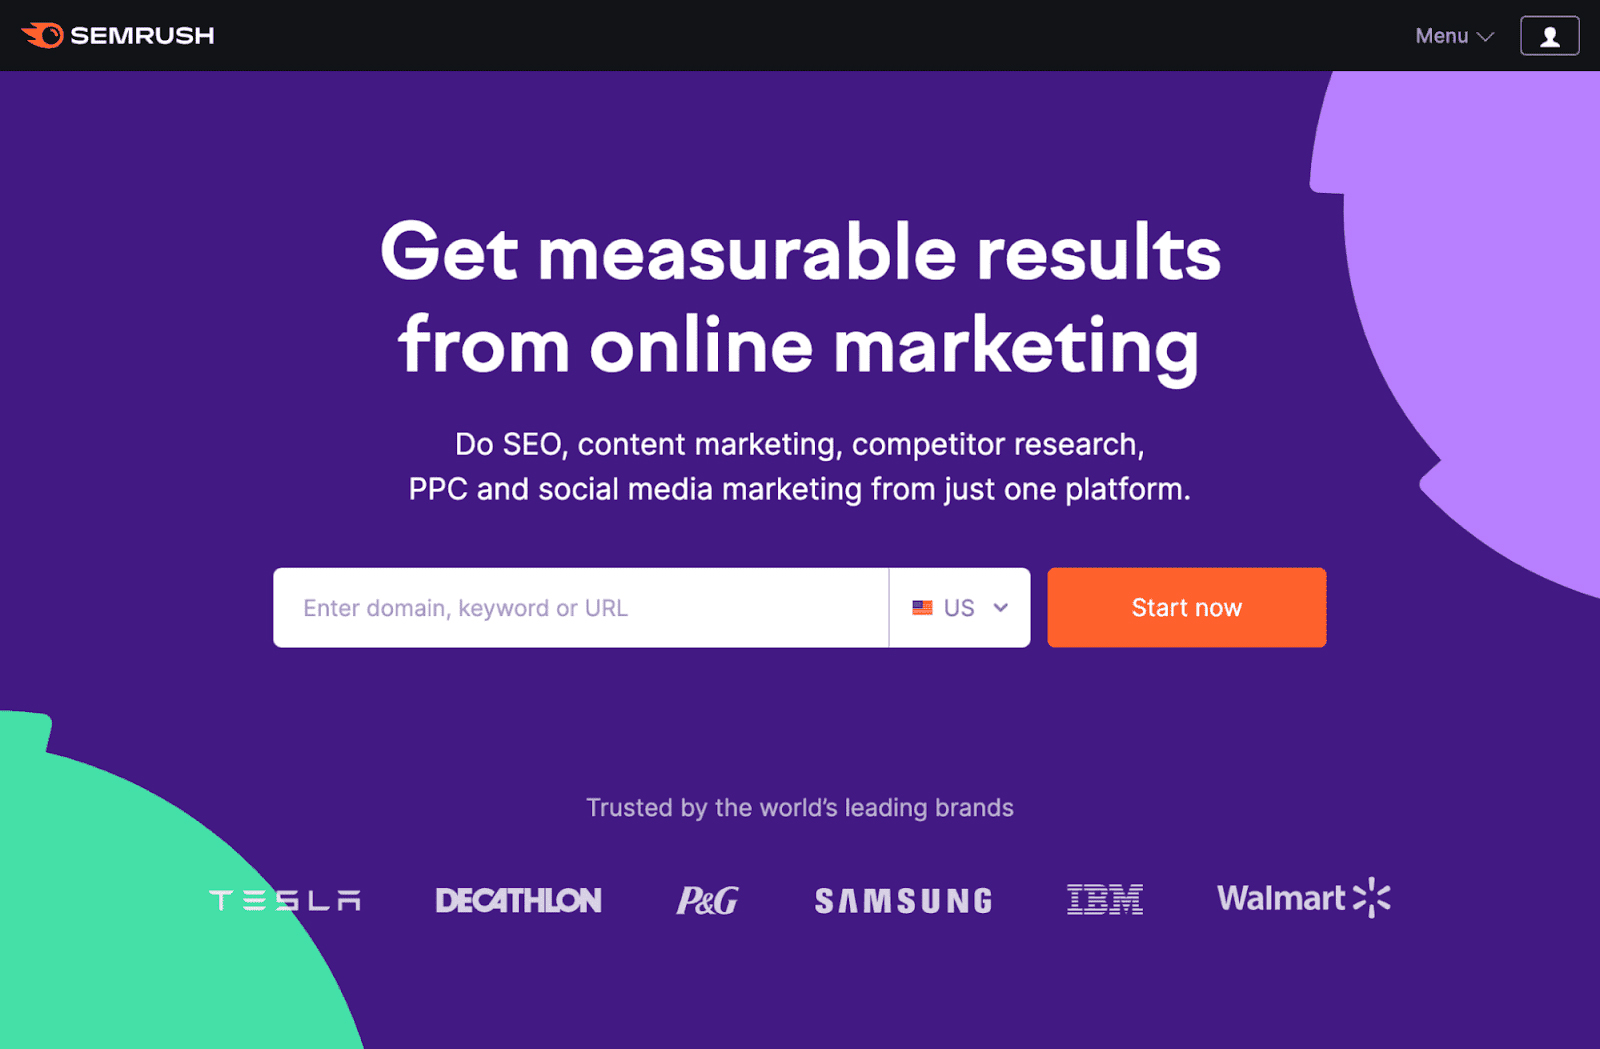 SEMRUSH
Menu
Get measurable results
from online marketing
Do SEO, content marketing, competitor research,
PPC and social media marketing from just one platform.
Enter domain, keyword or URL
US
Start now
Trusted by the world’s leading brands
TESLA
DECATHLON
P&G
SAMSUNG
IBM
Walmart